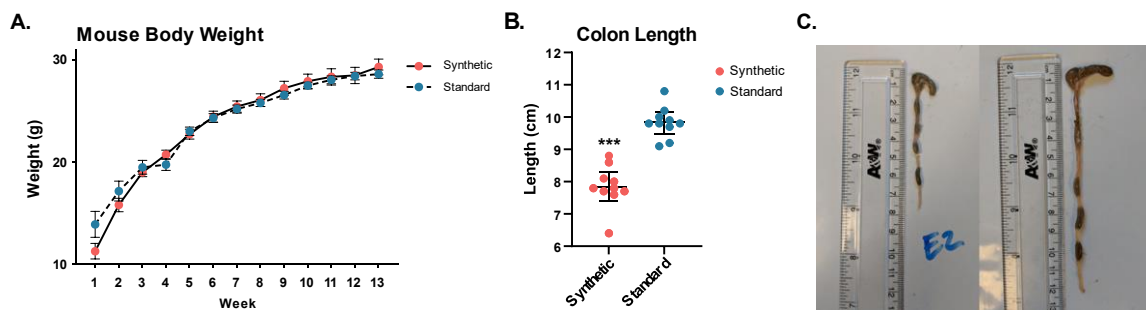 A.
Mouse Body Weight
30
20
10
Weight (g)
1 2 3 4 5 6 7 8 9 10 11 12 13
Week
Synthetic
Standard
B.
Colon Length
12
11
10
9
8
7
6
Length (cm)
***
Synthetic
Standard
Synthetic
Standard
C.
E2